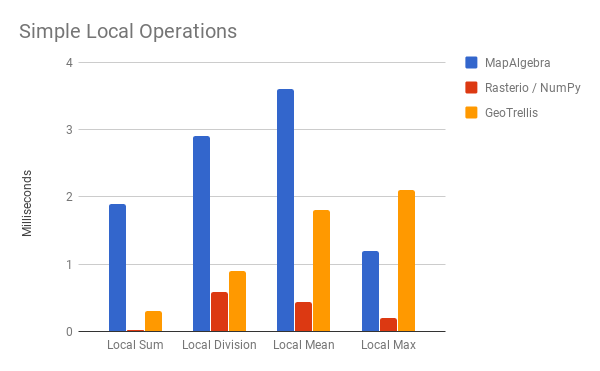 Simple Local Operations
MapAlgebra
Rasterio / NumPy
GeoTrellis
Milliseconds
4
3
2
1
0
Local Sum
Local Division
Local Mean
Local Max